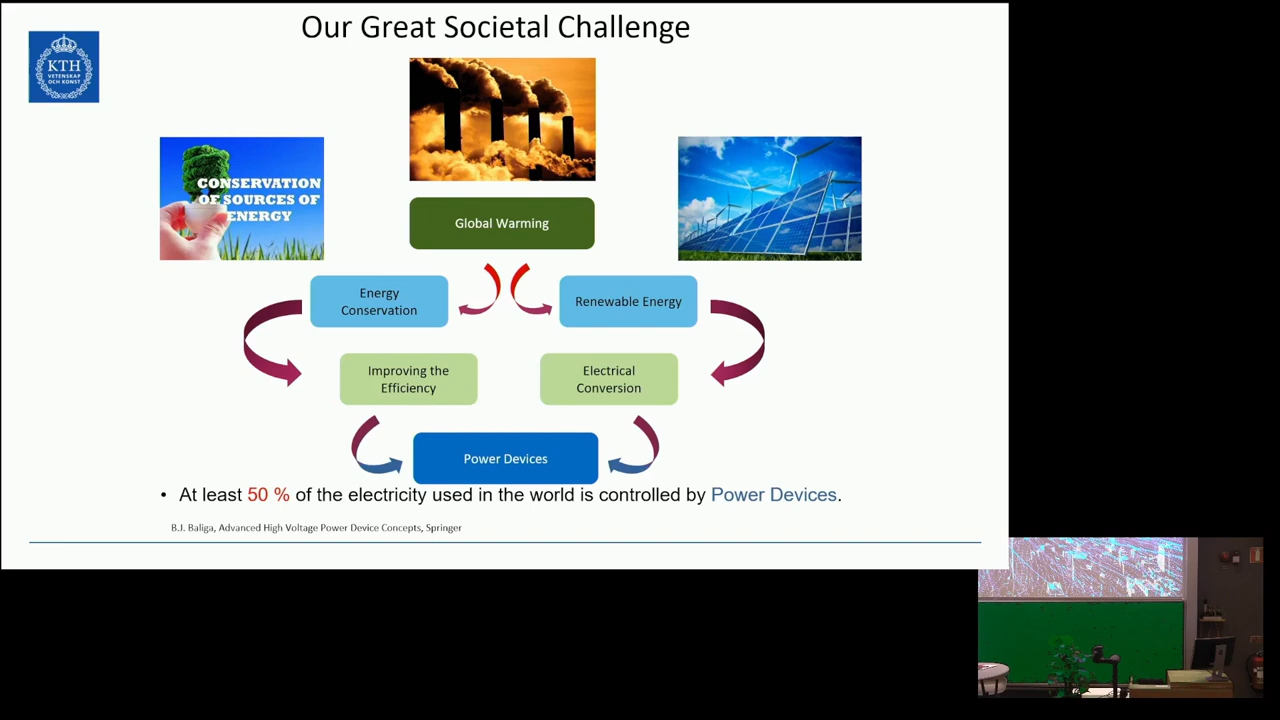 Our Great Societal Challenge
KTH
VETENSKAP
OCH KONST
CONSERVATION
OF SOURCES OF
ENERGY
Global Warming
Energy
Conservation
Renewable Energy
Improving the
Efficiency
Electrical
Conversion
Power Devices
• At least 50 % of the electricity used in the world is controlled by Power Devices.
B.J. Baliga, Advanced High Voltage Power Device Concepts, Springer